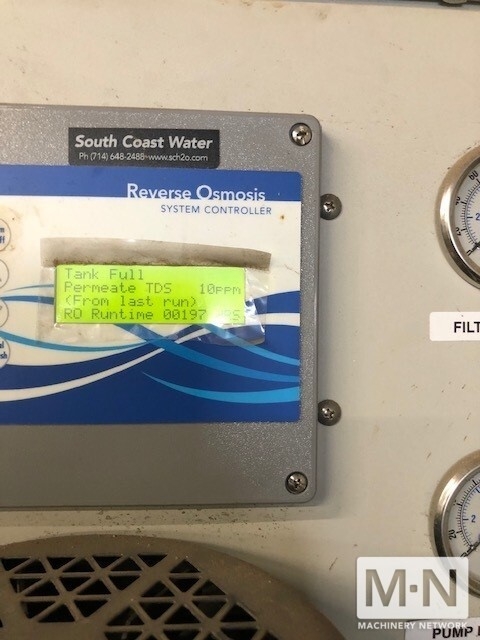 South Coast Water
Ph (714) 648-2488~www.sch2o.com
Reverse Osmosis
SYSTEM CONTROLLER
Tank Full
Permeate TDS 10ppm
(From last run)
RO Runtime 00197
FILT
PUMP
M-N
MACHINERY NETWORK